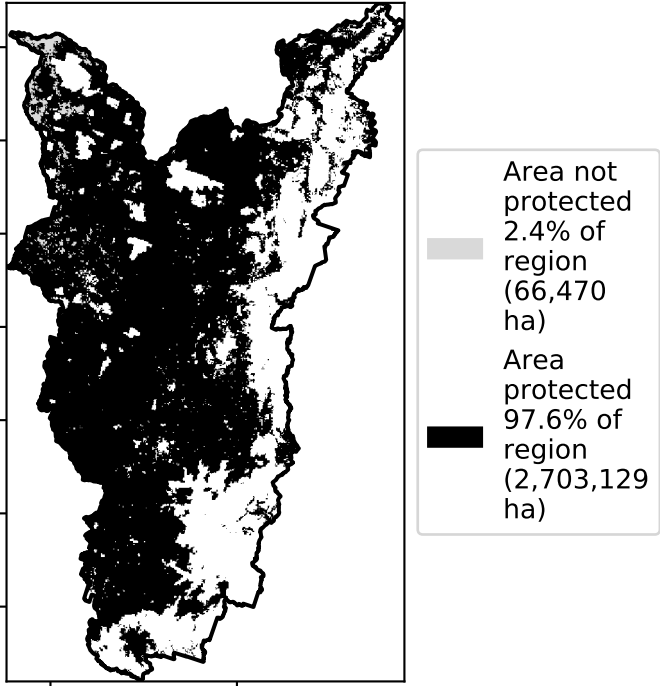 Area not
protected
2.4% of
region
(66,470
ha)
Area
protected
97.6% of
region
(2,703,129
ha)